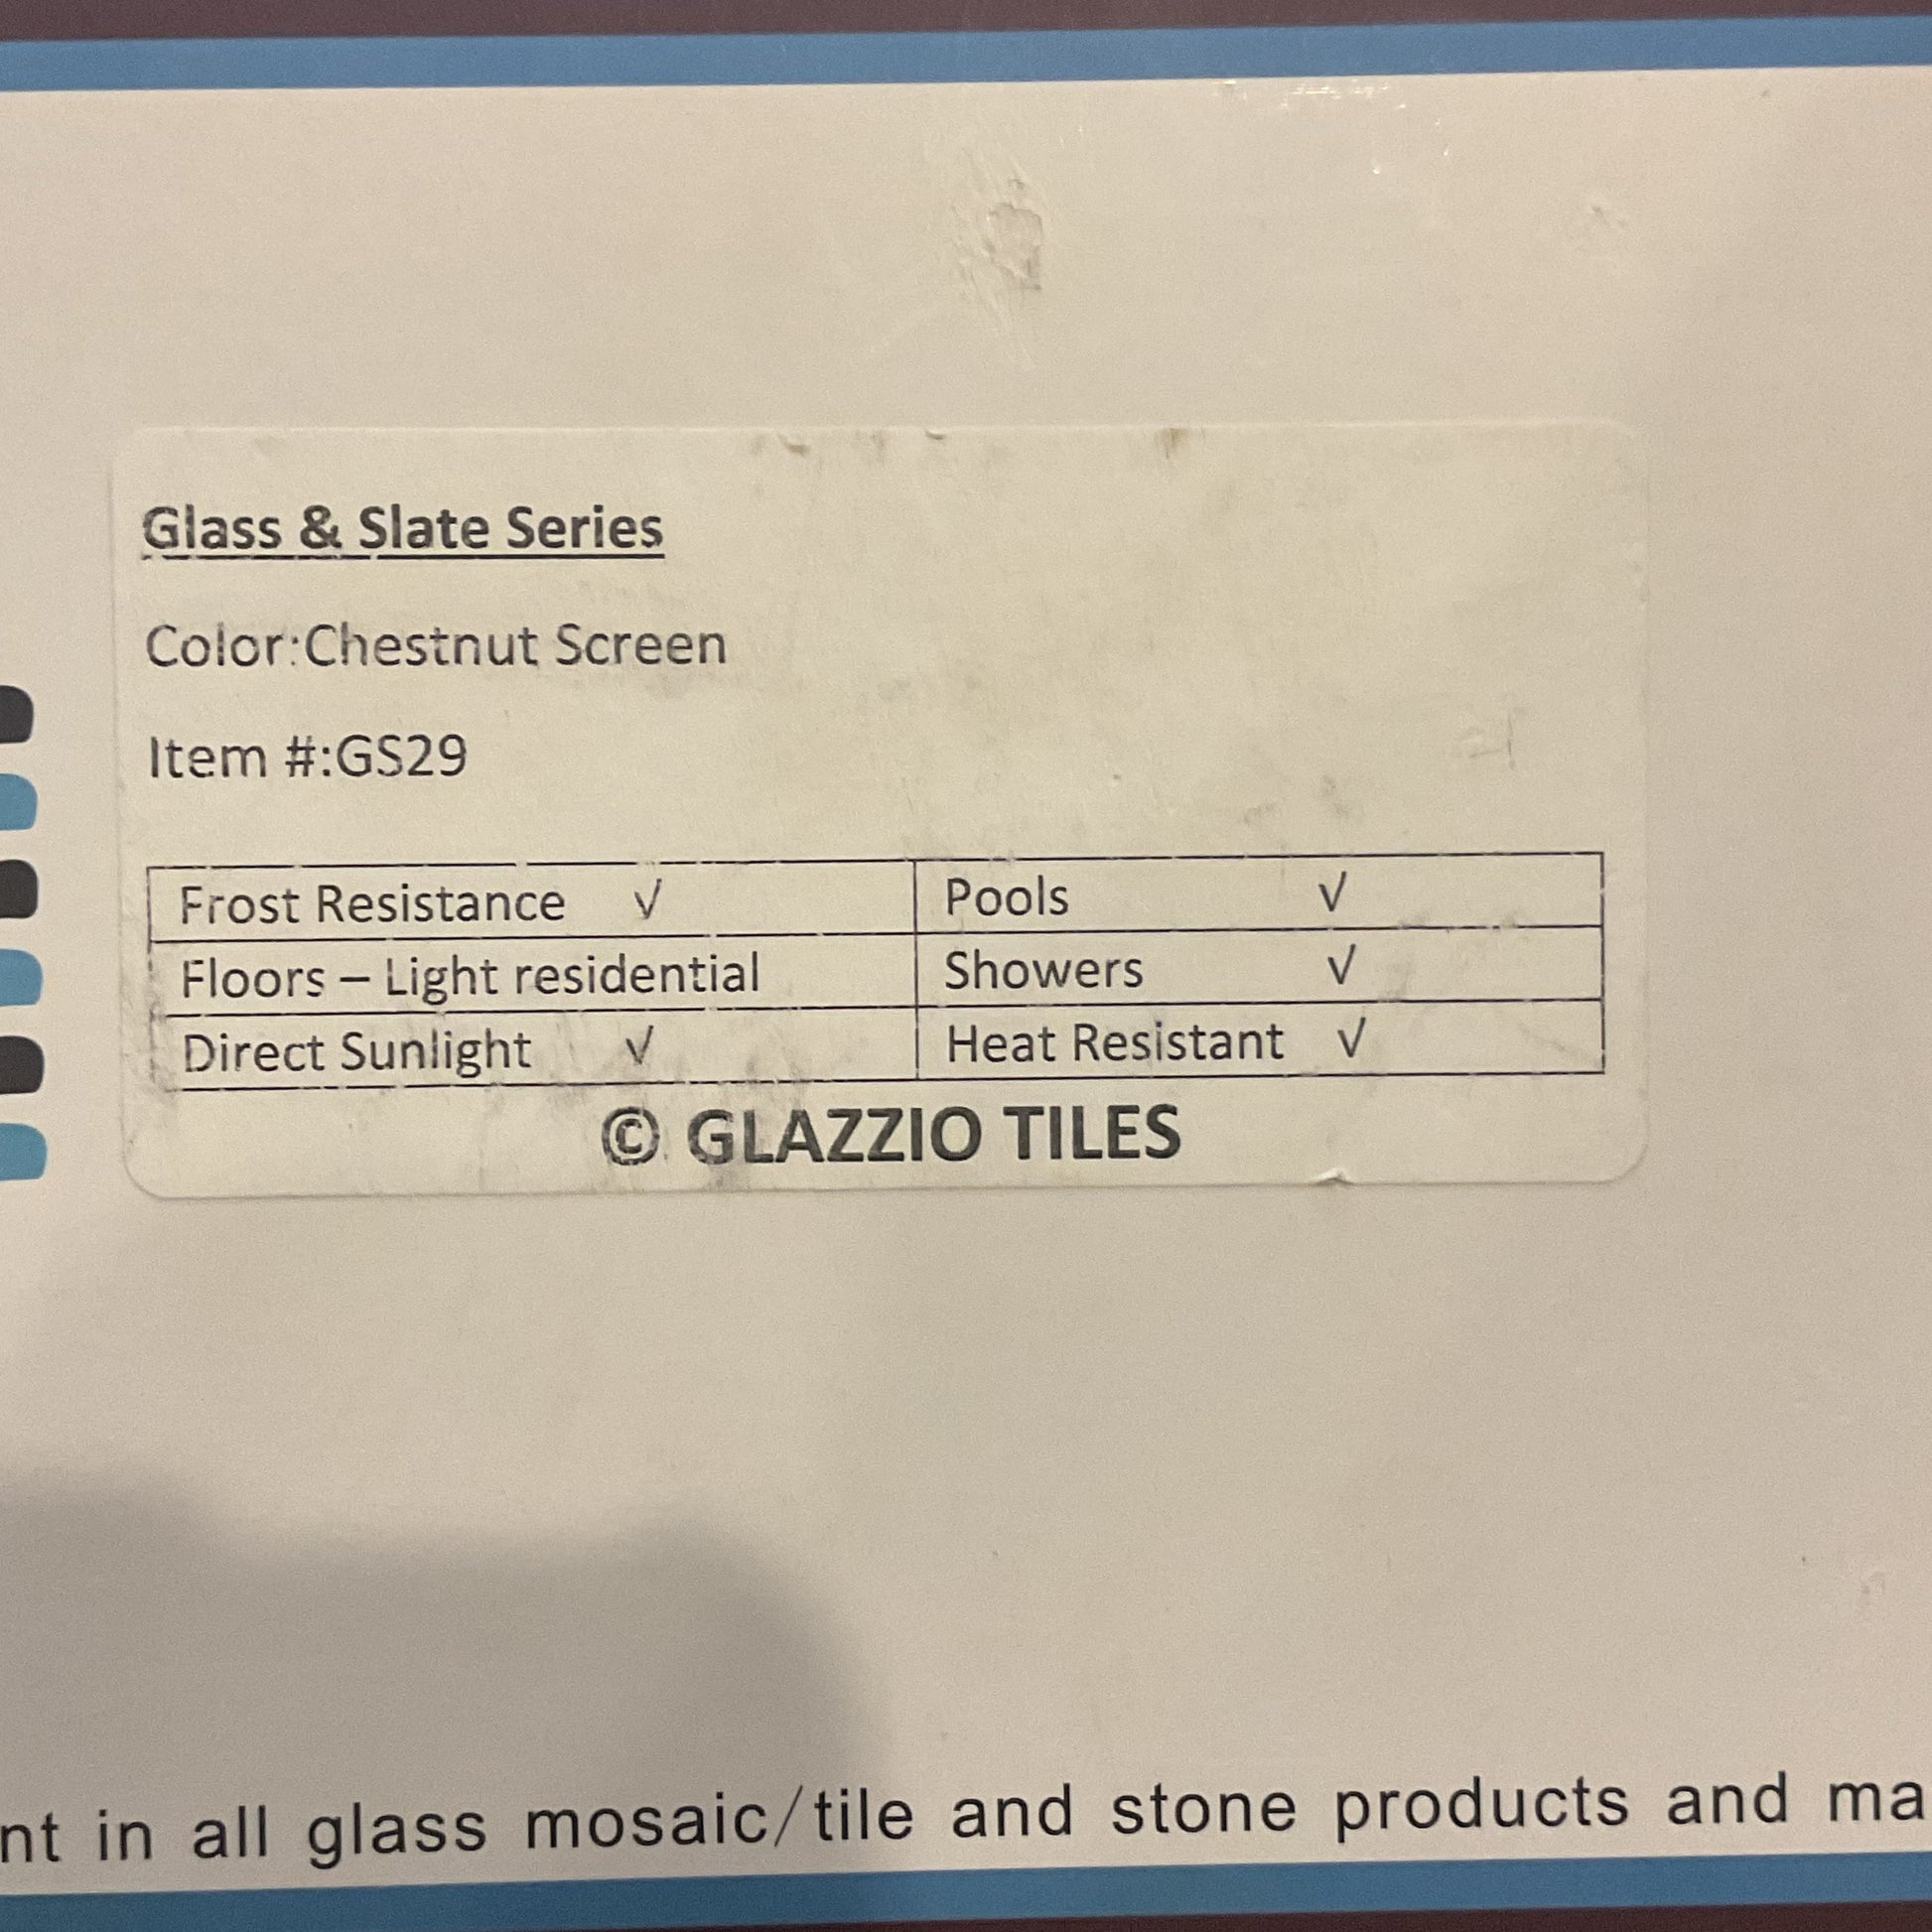 Glass & Slate Series
Color:Chestnut Screen
Item #:GS29
Frost Resistance √ Pools √
Floors – Light residential Showers √
Direct Sunlight √ Heat Resistant √
© GLAZZIO TILES
nt in all glass mosaic/tile and stone products and ma